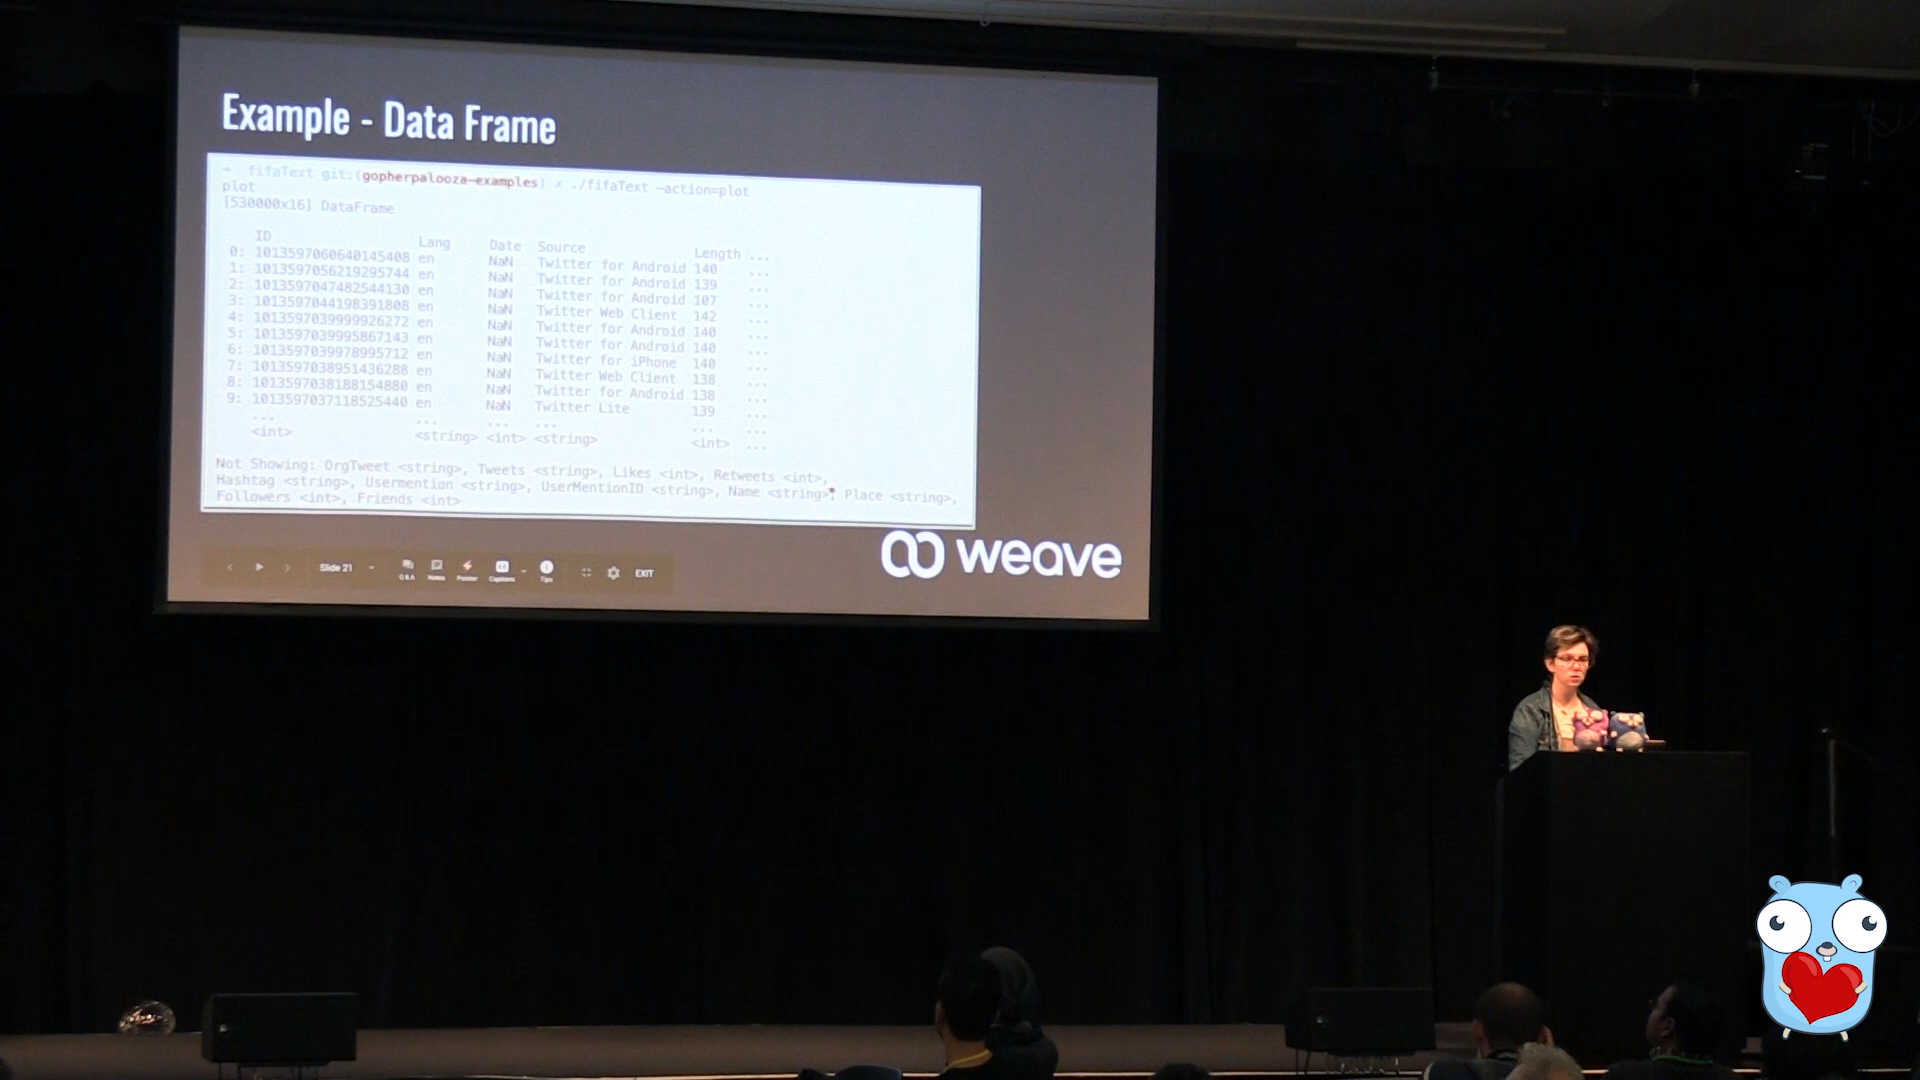 Example - Data Frame
→ fifaText git:(gopherpalooza-examples) ✗ ./fifaText -action=plot
plot
[530000x16] DataFrame
ID Lang Date Source Length ...
0: 1013597060640145408 en NaN Twitter for Android 140 ...
1: 1013597056219295744 en NaN Twitter for Android 139 ...
2: 1013597047482544130 en NaN Twitter for Android 107 ...
3: 1013597044198391808 en NaN Twitter Web Client 142 ...
4: 1013597039999926272 en NaN Twitter for Android 140 ...
5: 1013597039995867143 en NaN Twitter for Android 140 ...
6: 1013597039978995712 en NaN Twitter for iPhone 140 ...
7: 1013597038951436288 en NaN Twitter Web Client 138 ...
8: 1013597038188154880 en NaN Twitter for Android 138 ...
9: 1013597037118525440 en NaN Twitter Lite 139 ...
... ... ... ... ... ...
<int> <string> <int> <string> <int> ...
Not Showing: OrgTweet <string>, Tweets <string>, Likes <int>, Retweets <int>,
Hashtag <string>, Usermention <string>, UserMentionID <string>, Name <string>, Place <string>,
Followers <int>, Friends <int>
weave
Slide 21 Q&A Notes Pointer Captions Tips EXIT